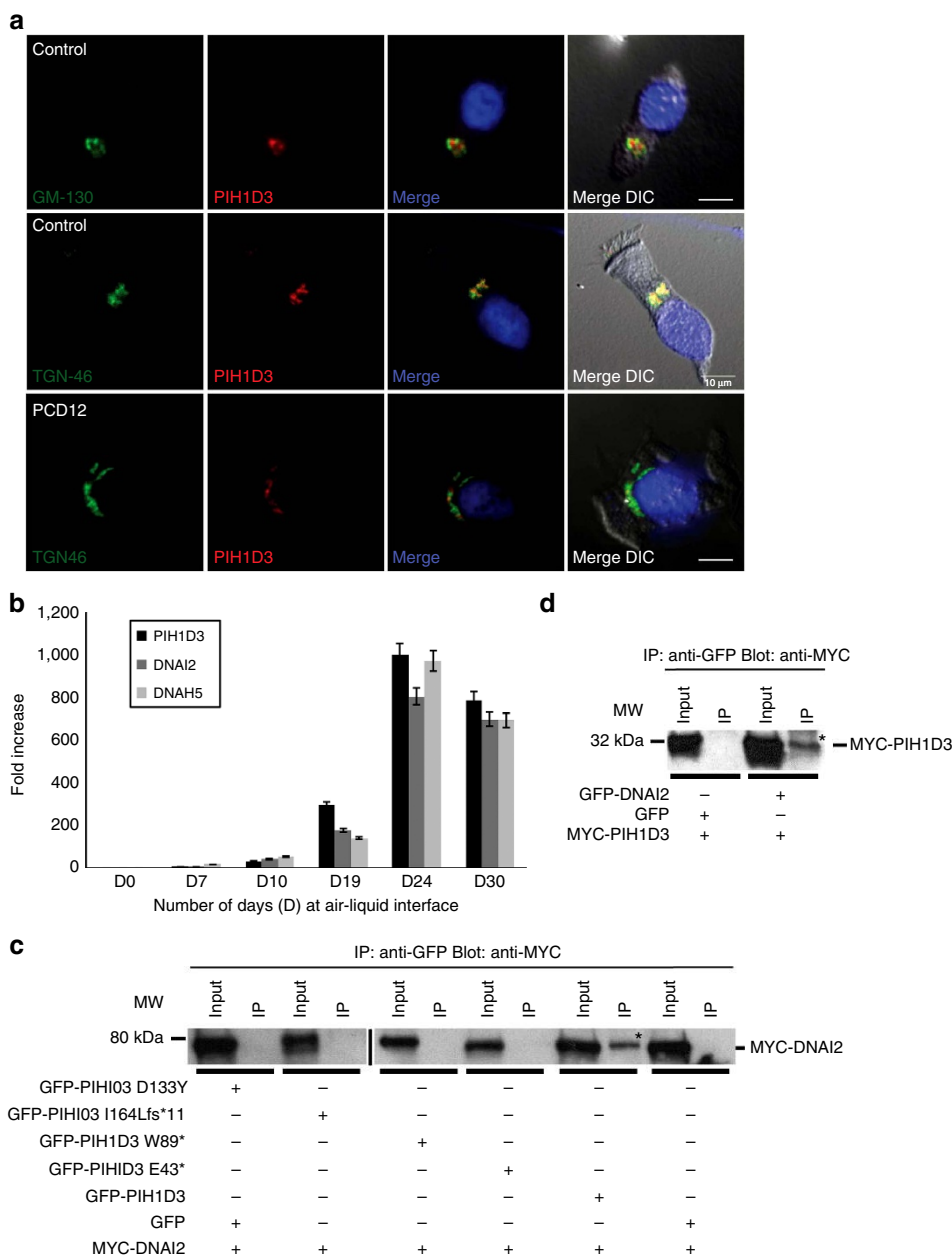 a
Control
GM-130 PIH1D3 Merge Merge DIC
Control
TGN-46 PIH1D3 Merge Merge DIC
10 μm
PCD12
TGN46 PIH1D3 Merge Merge DIC
b
Fold increase
1,200
1,000
800
600
400
200
0
PIH1D3
DNAI2
DNAH5
D0 D7 D10 D19 D24 D30
Number of days (D) at air-liquid interface
d
IP: anti-GFP Blot: anti-MYC
MW Input IP Input IP
32 kDa * MYC-PIH1D3
GFP-DNAI2 – +
GFP + –
MYC-PIH1D3 + +
c
IP: anti-GFP Blot: anti-MYC
MW Input IP Input IP Input IP Input IP Input IP Input IP
80 kDa * MYC-DNAI2
GFP-PIHI03 D133Y + – – – – –
GFP-PIHI03 I164Lfs*11 – + – – – –
GFP-PIH1D3 W89* – – + – – –
GFP-PIHID3 E43* – – – + – –
GFP-PIH1D3 – – – – + –
GFP + – – – – +
MYC-DNAI2 + + + + + +